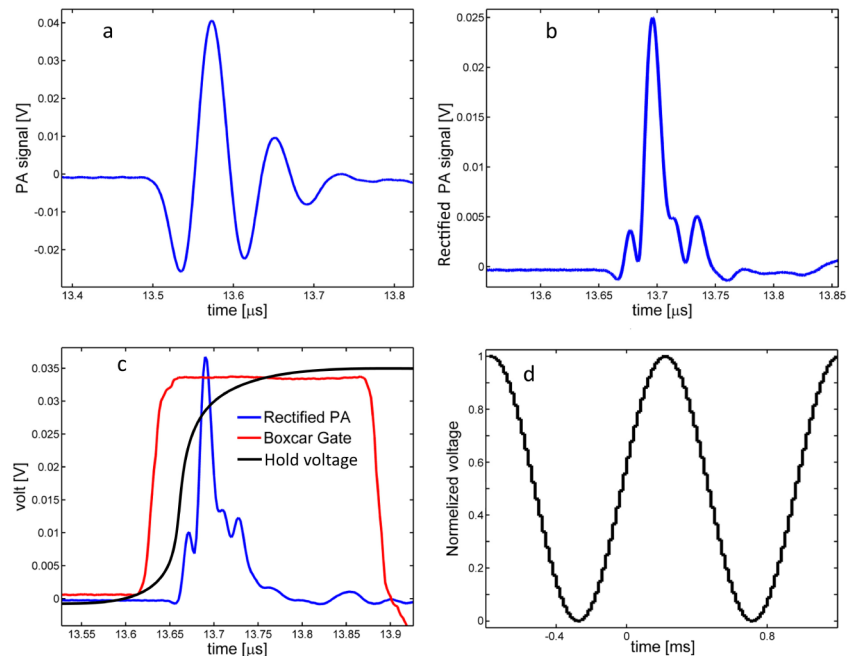 a
PA signal [V]
0.04
0.03
0.02
0.01
0
-0.01
-0.02
13.4 13.5 13.6 13.7 13.8
time [μs]
b
Rectified PA signal [V]
0.025
0.02
0.015
0.01
0.005
0
13.6 13.65 13.7 13.75 13.8 13.85
time [μs]
c
volt [V]
0.035
0.03
0.025
0.02
0.015
0.01
0.005
0
Rectified PA
Boxcar Gate
Hold voltage
13.55 13.6 13.65 13.7 13.75 13.8 13.85 13.9
time [μs]
d
Normelized voltage
1
0.8
0.6
0.4
0.2
0
-0.4 0 0.8
time [ms]